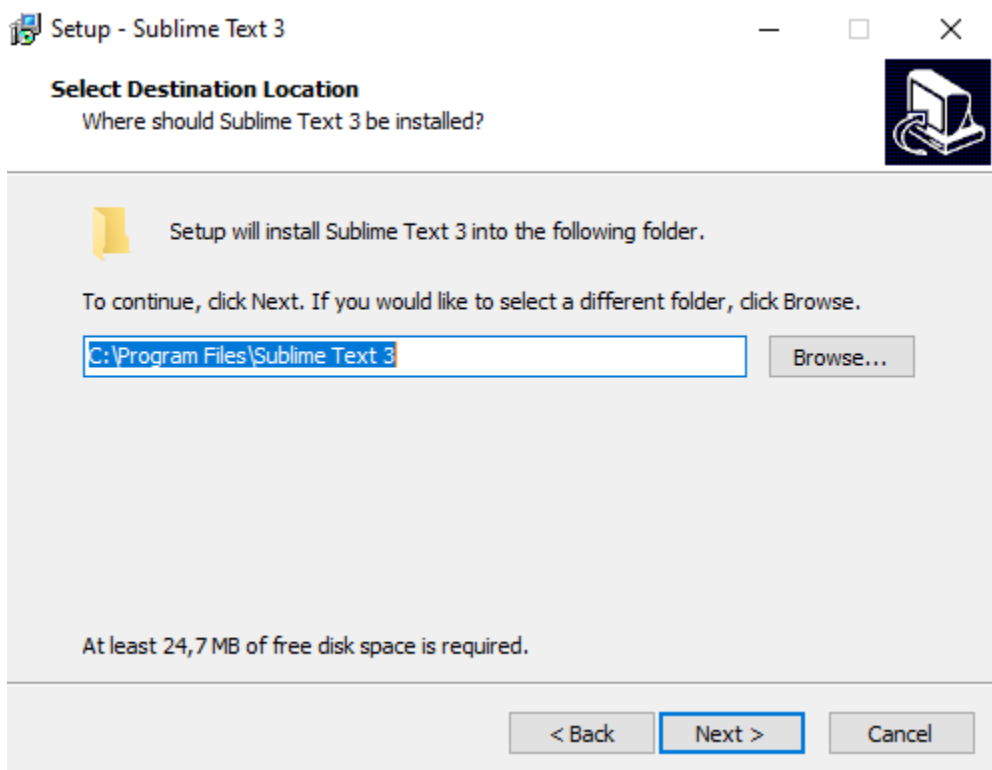 Setup - Sublime Text 3
Select Destination Location
Where should Sublime Text 3 be installed?
Setup will install Sublime Text 3 into the following folder.
To continue, click Next. If you would like to select a different folder, click Browse.
C:\Program Files\Sublime Text 3
Browse...
At least 24,7 MB of free disk space is required.
< Back
Next >
Cancel